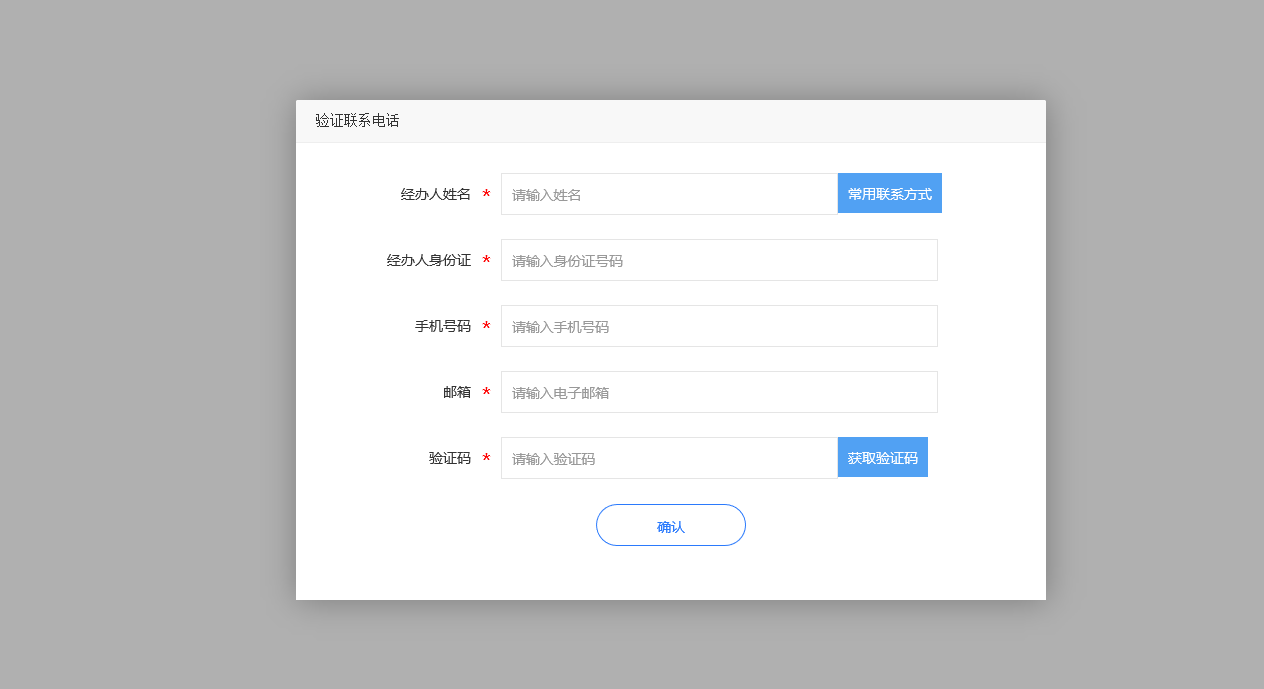 验证联系电话
经办人姓名 * 请输入姓名 常用联系方式
经办人身份证 * 请输入身份证号码
手机号码 * 请输入手机号码
邮箱 * 请输入电子邮箱
验证码 * 请输入验证码 获取验证码
确认